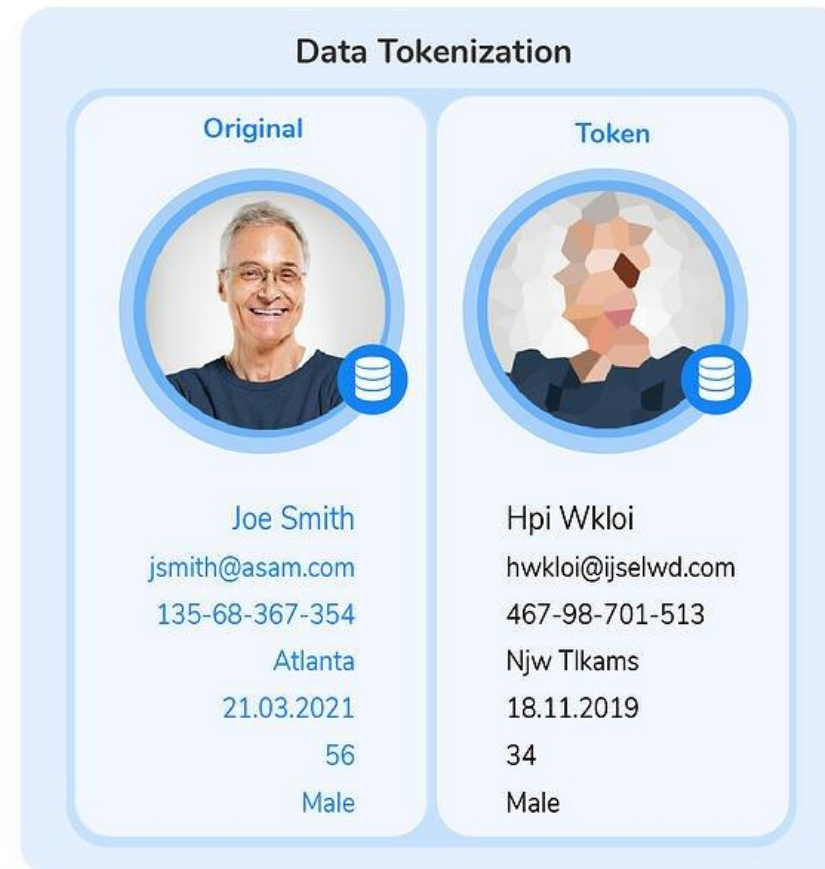 Data Tokenization
Original
Token
Joe Smith
Hpi Wkloi
jsmith@asam.com
hwkloi@ijselwd.com
135-68-367-354
467-98-701-513
Atlanta
Njw Tlkams
21.03.2021
18.11.2019
56
34
Male
Male